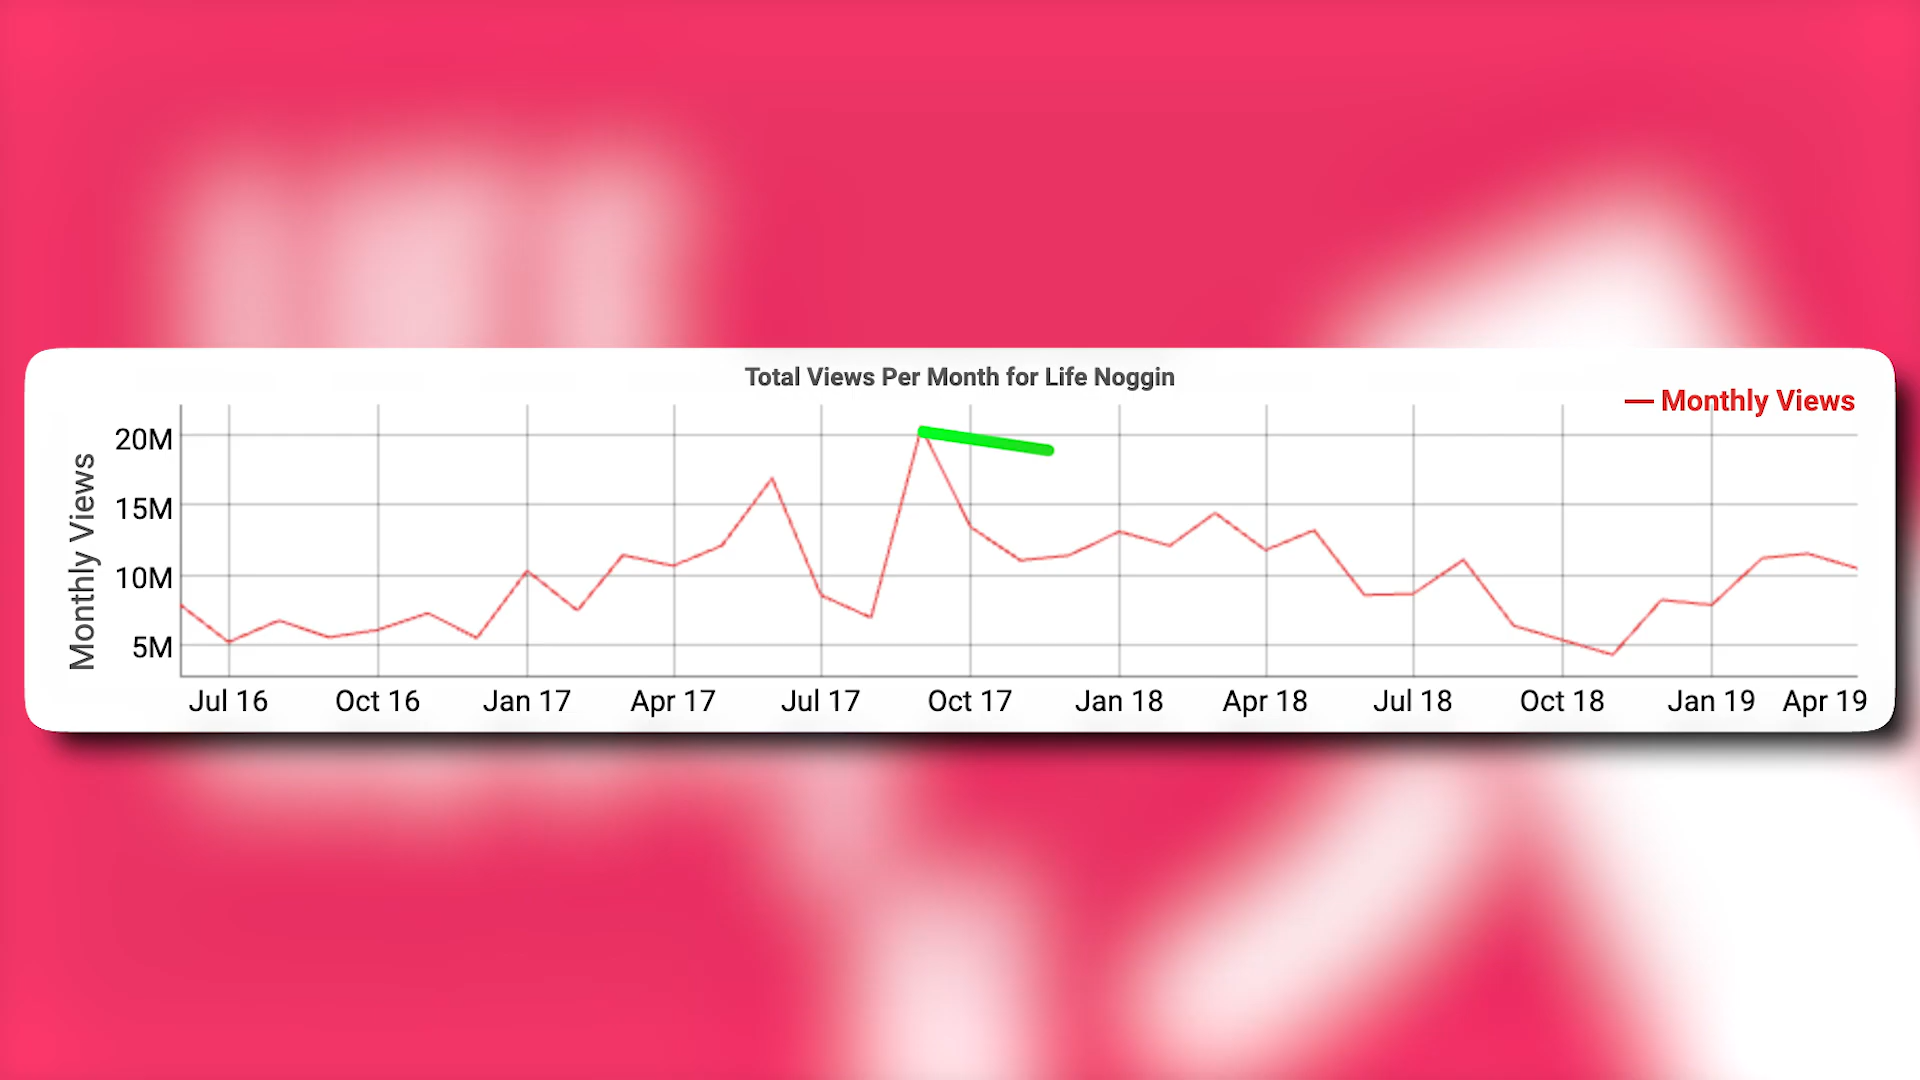 Total Views Per Month for Life Noggin
Monthly Views
Monthly Views
20M
15M
10M
5M
Jul 16 Oct 16 Jan 17 Apr 17 Jul 17 Oct 17 Jan 18 Apr 18 Jul 18 Oct 18 Jan 19 Apr 19